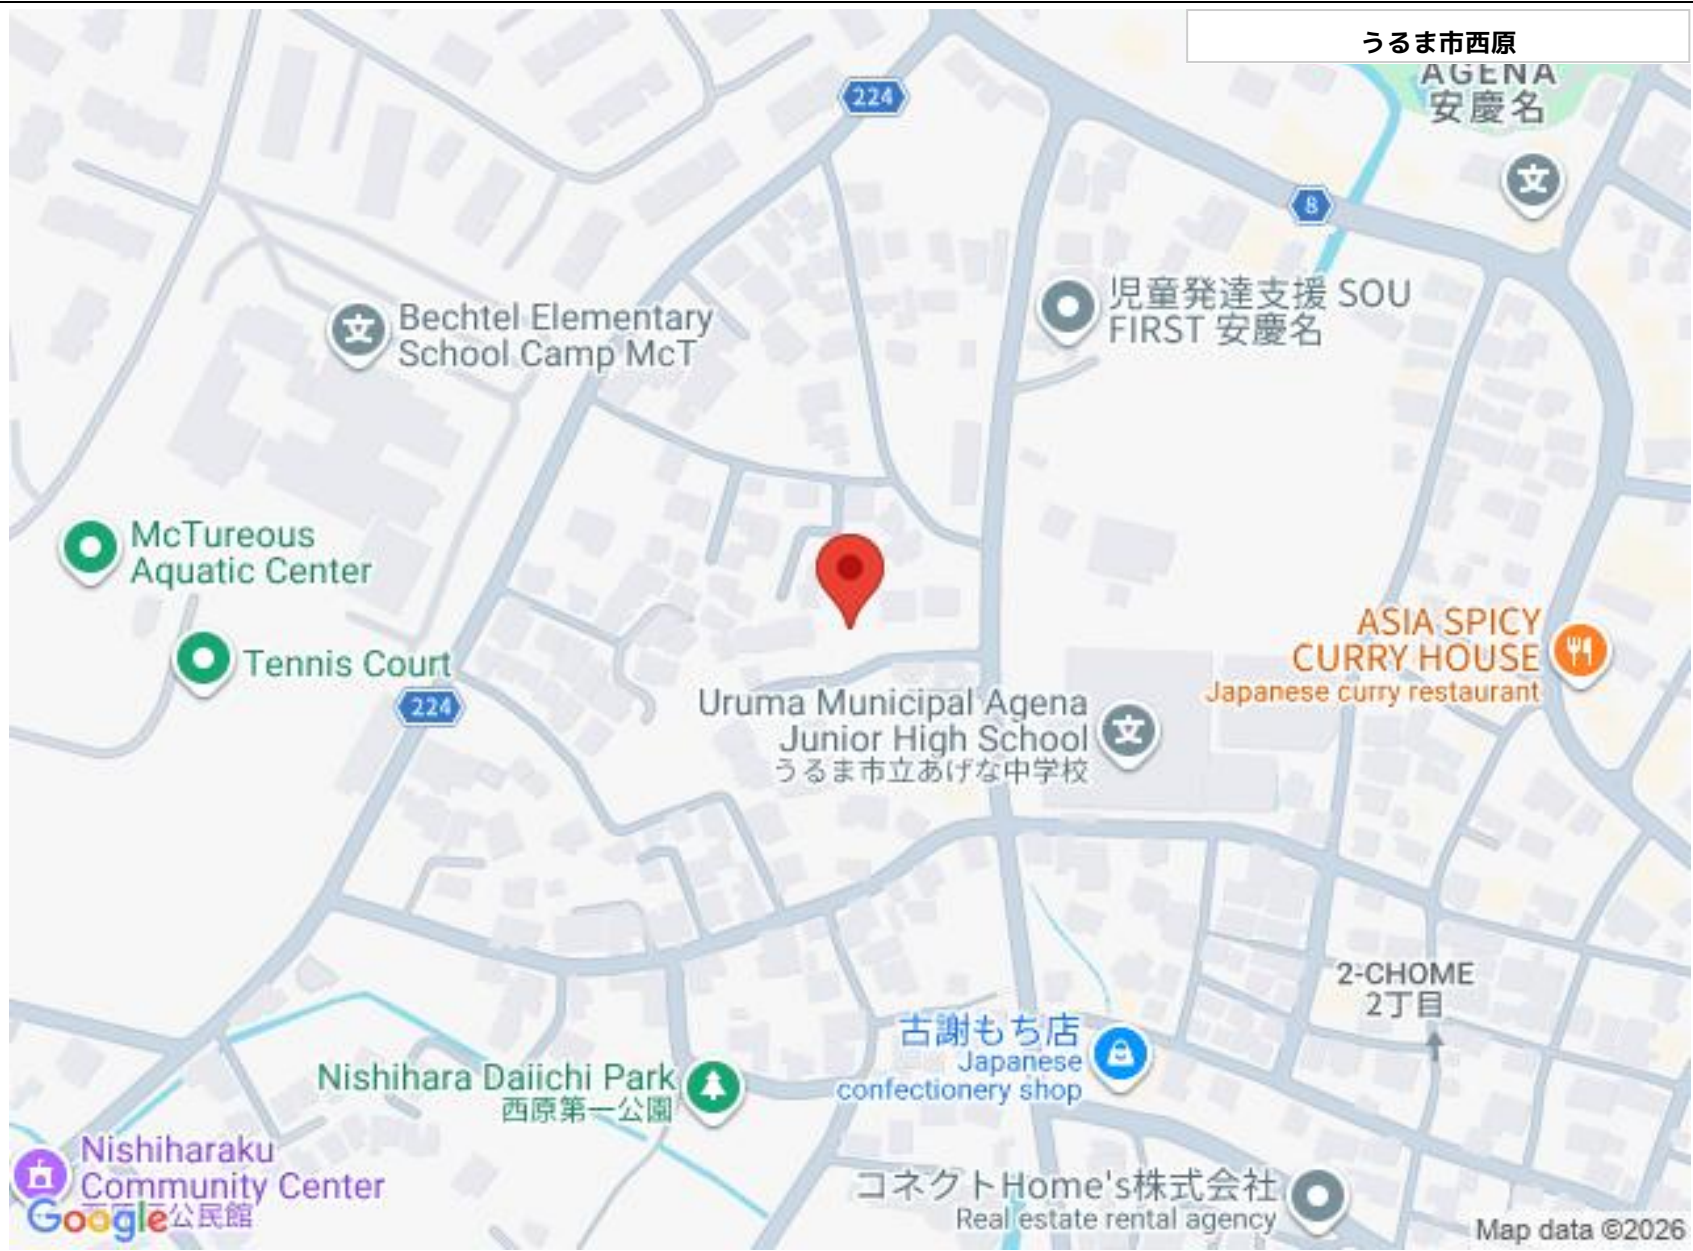 うるま市西原
AGENA
安慶名
224
8
児童発達支援 SOU
FIRST 安慶名
Bechtel Elementary
School Camp McT
McTureous
Aquatic Center
Tennis Court
224
ASIA SPICY
CURRY HOUSE
Japanese curry restaurant
Uruma Municipal Agena
Junior High School
うるま市立あげな中学校
2-CHOME
2丁目
古謝もち店
Japanese
confectionery shop
Nishihara Daiichi Park
西原第一公園
Nishiharaku
Community Center
公民館
Google
コネクトHome's株式会社
Real estate rental agency
Map data ©2026